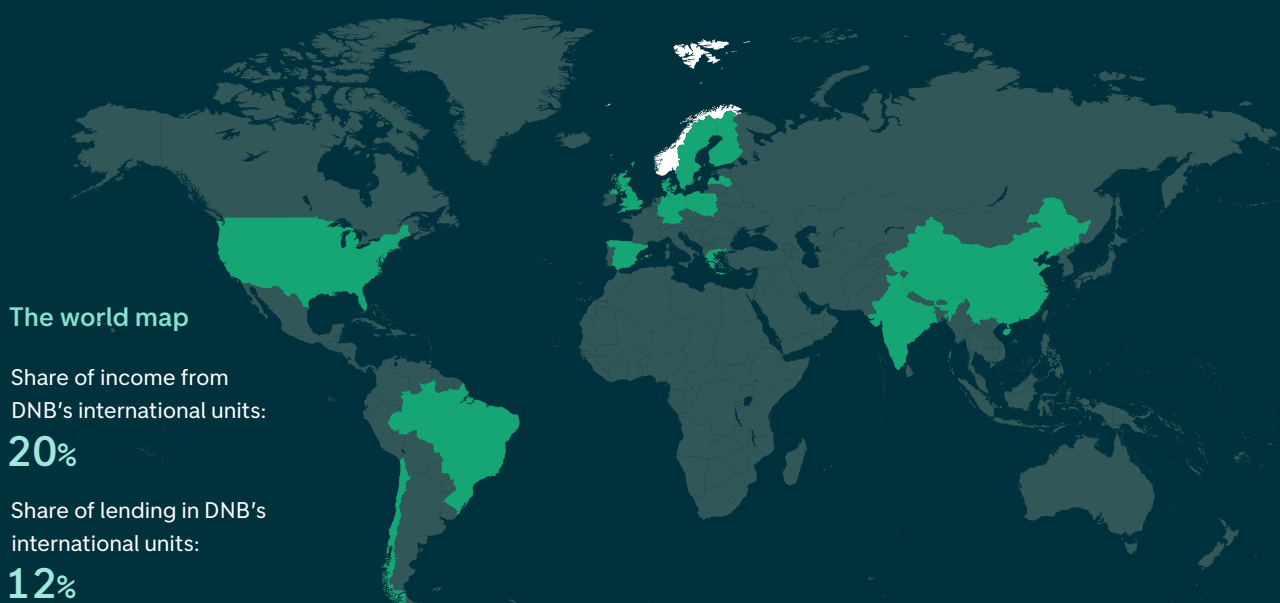 The world map
Share of income from
DNB’s international units:
20%
Share of lending in DNB’s
international units:
12%